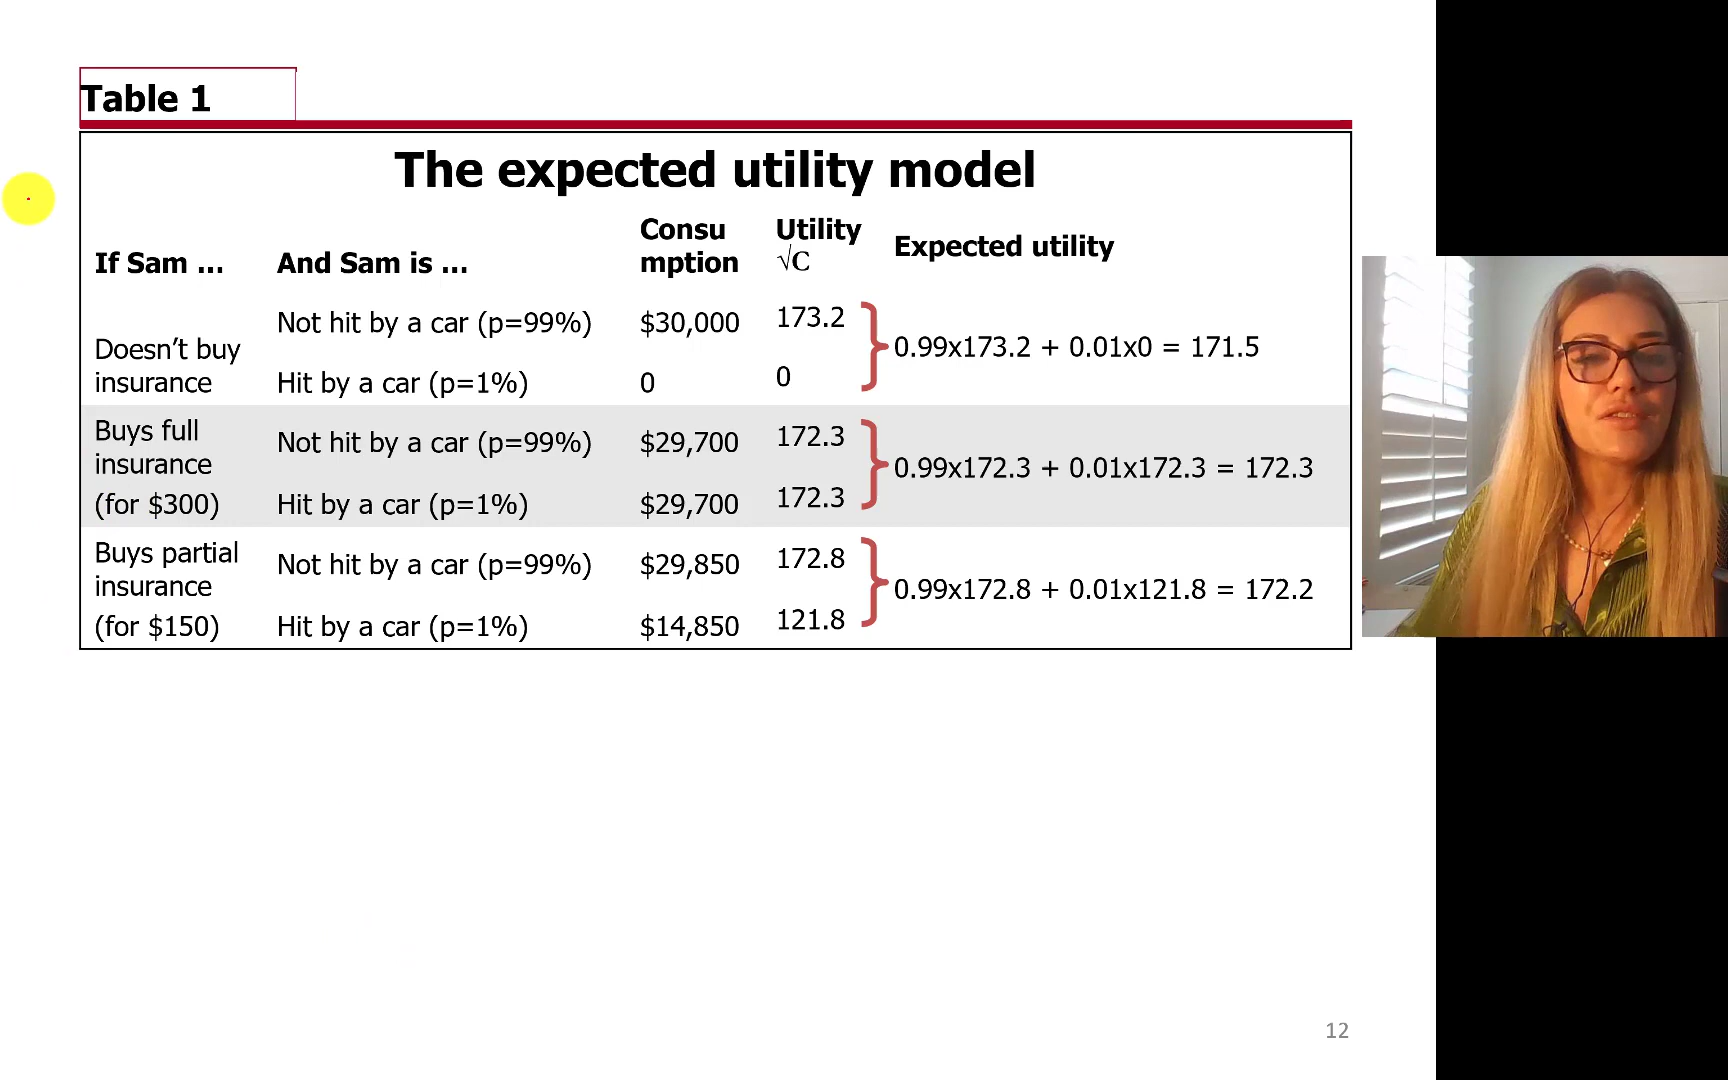 Table 1
The expected utility model
If Sam ...
And Sam is ...
Consu
mption
Utility
√C
Expected utility
Doesn’t buy
insurance
Not hit by a car (p=99%)
$30,000
173.2
0.99x173.2 + 0.01x0 = 171.5
Hit by a car (p=1%)
0
0
Buys full
insurance
(for $300)
Not hit by a car (p=99%)
$29,700
172.3
0.99x172.3 + 0.01x172.3 = 172.3
Hit by a car (p=1%)
$29,700
172.3
Buys partial
insurance
(for $150)
Not hit by a car (p=99%)
$29,850
172.8
0.99x172.8 + 0.01x121.8 = 172.2
Hit by a car (p=1%)
$14,850
121.8
12